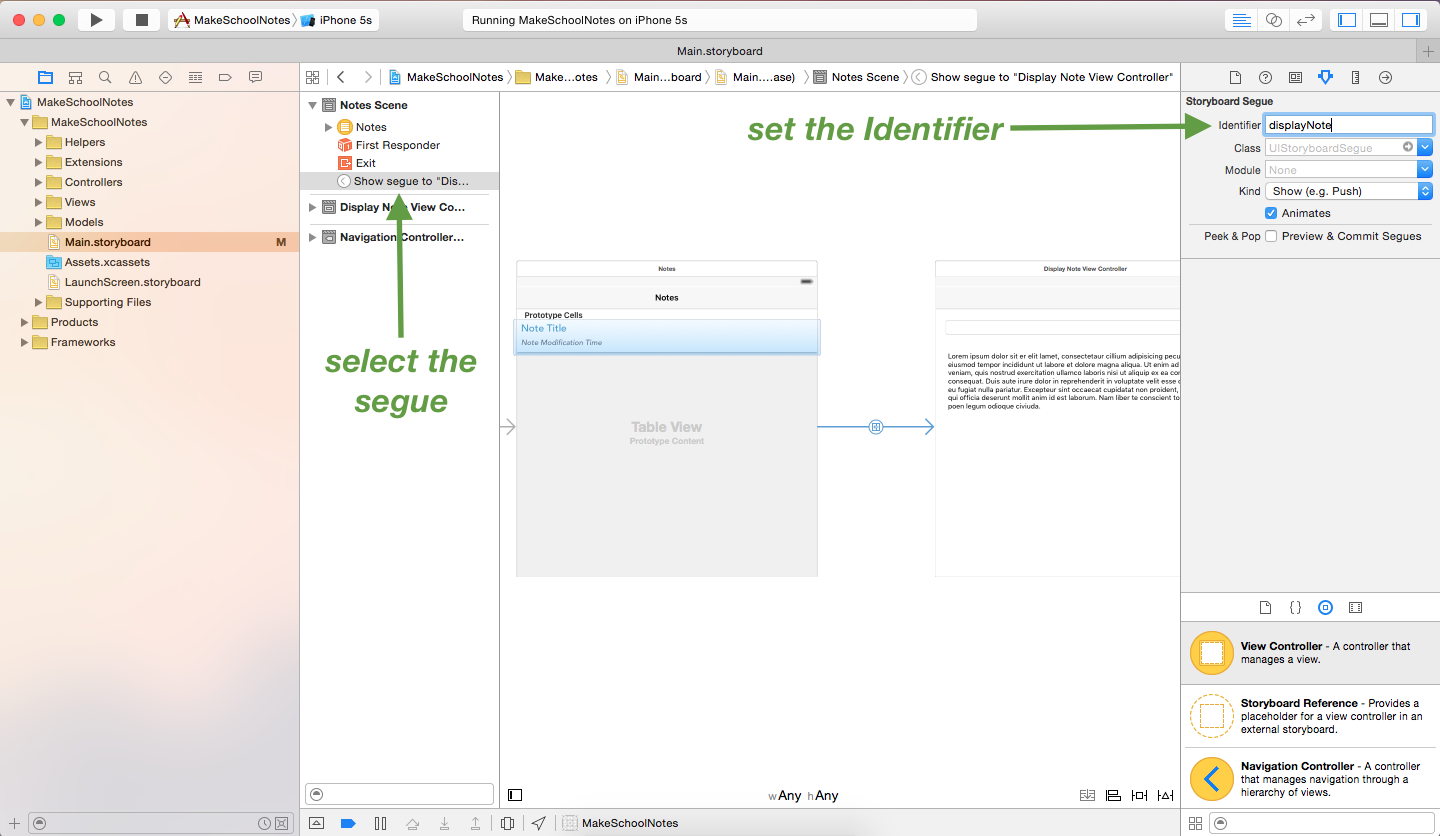 MakeSchoolNotes
iPhone 5s
Running MakeSchoolNotes on iPhone 5s
Main.storyboard
MakeSchoolNotes
Make...otes
Main....board
Main....ase)
Notes Scene
Show segue to "Display Note View Controller"
MakeSchoolNotes
MakeSchoolNotes
Helpers
Extensions
Controllers
Views
Models
Main.storyboard
M
Assets.xcassets
LaunchScreen.storyboard
Supporting Files
Products
Frameworks
Notes Scene
Notes
First Responder
Exit
Show segue to "Dis...
Display Note View Co...
Navigation Controller...
select the
segue
set the Identifier
Notes
Notes
Prototype Cells
Note Title
Note Modification Time
Table View
Prototype Content
Display Note View Controller
Lorem ipsum dolor sit er elit lamet, consectetaur cillium adipisicing pecu
eiusmod tempor incididunt ut labore et dolore magna aliqua. Ut enim ad
veniam, quis nostrud exercitation ullamco laboris nisi ut aliquip ex ea con
consequat. Duis aute irure dolor in reprehenderit in voluptate velit esse c
eu fugiat nulla pariatur. Excepteur sint occaecat cupidatat non proident,
qui officia deserunt mollit anim id est laborum. Nam liber te conscient to
poen legum odioque civiuda.
wAny hAny
MakeSchoolNotes
Storyboard Segue
Identifier displayNote
Class UIStoryboardSegue
Module None
Kind Show (e.g. Push)
Animates
Peek & Pop Preview & Commit Segues
View Controller - A controller that
manages a view.
Storyboard Reference - Provides a
placeholder for a view controller in an
external storyboard.
Navigation Controller - A controller
that manages navigation through a
hierarchy of views.